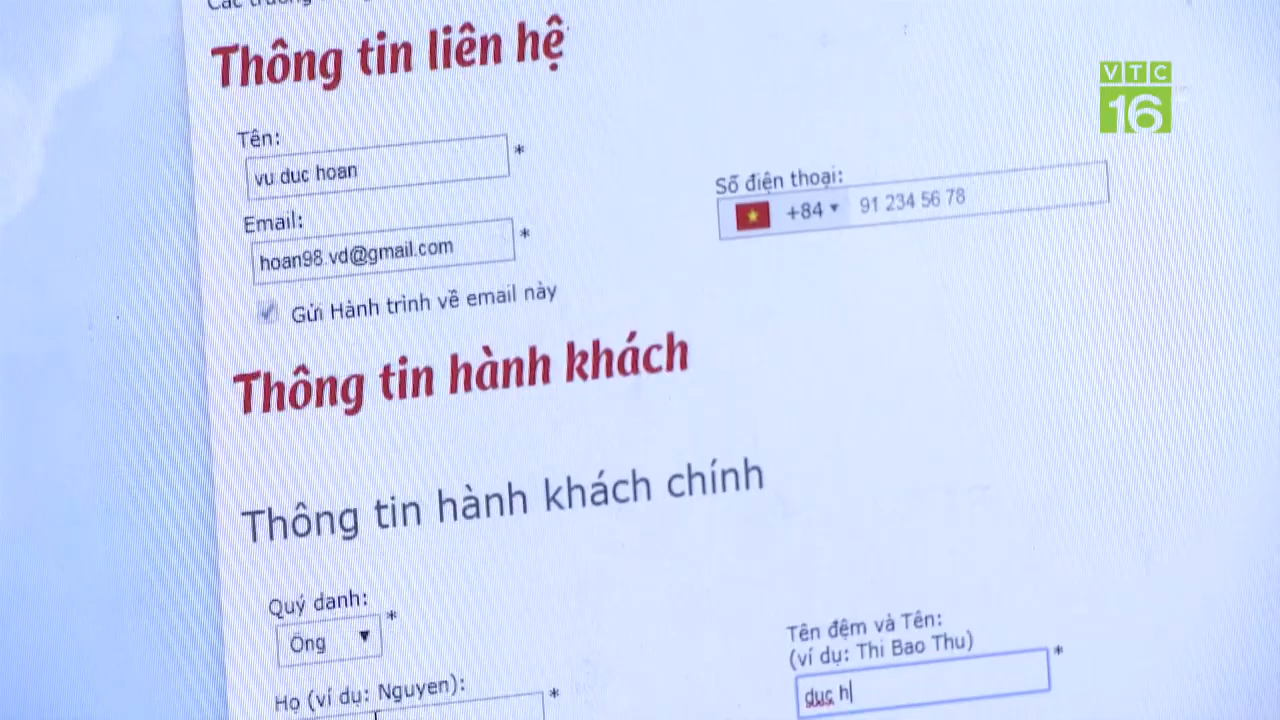 Các trường
Thông tin liên hệ
VTC
16
Tên:
*
vu duc hoan
Số điện thoại:
+84 ▾ 91 234 56 78
Email:
*
hoan98.vd@gmail.com
Gửi Hành trình về email này
Thông tin hành khách
Thông tin hành khách chính
Quý danh:
*
Ông ▼
Tên đệm và Tên:
(ví dụ: Thi Bao Thu)
*
duc h
Họ (ví dụ: Nguyen):
*